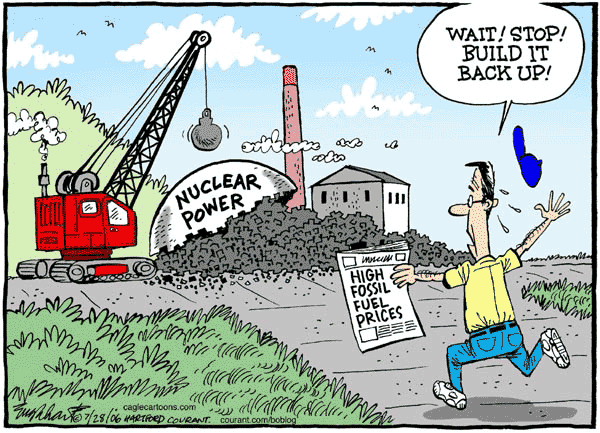 WAIT! STOP!
BUILD IT
BACK UP!
NUCLEAR
POWER
HIGH
FOSSIL
FUEL
PRICES
caglecartoons.com
© 7/28/06 HARTFORD COURANT. courant.com/boblog